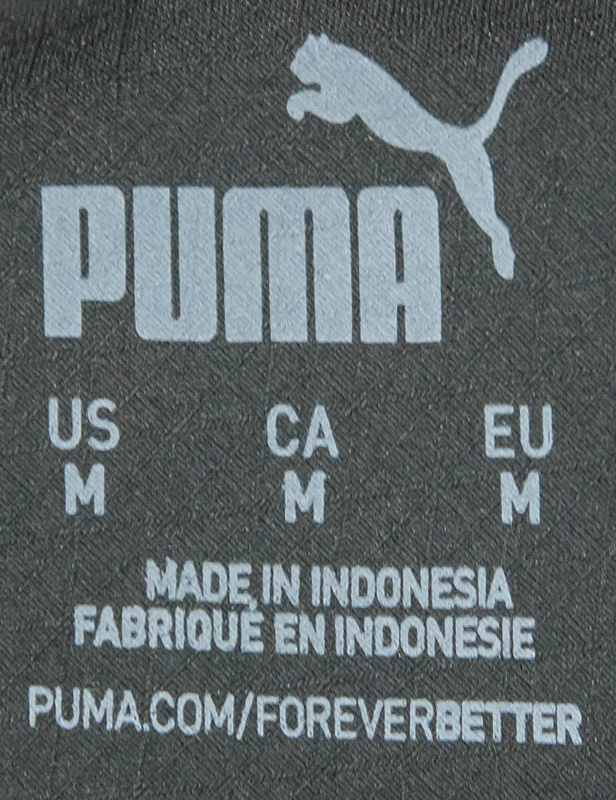 PUMA
US CA EU
M M M
MADE IN INDONESIA
FABRIQUÉ EN INDONESIE
PUMA.COM/FOREVERBETTER